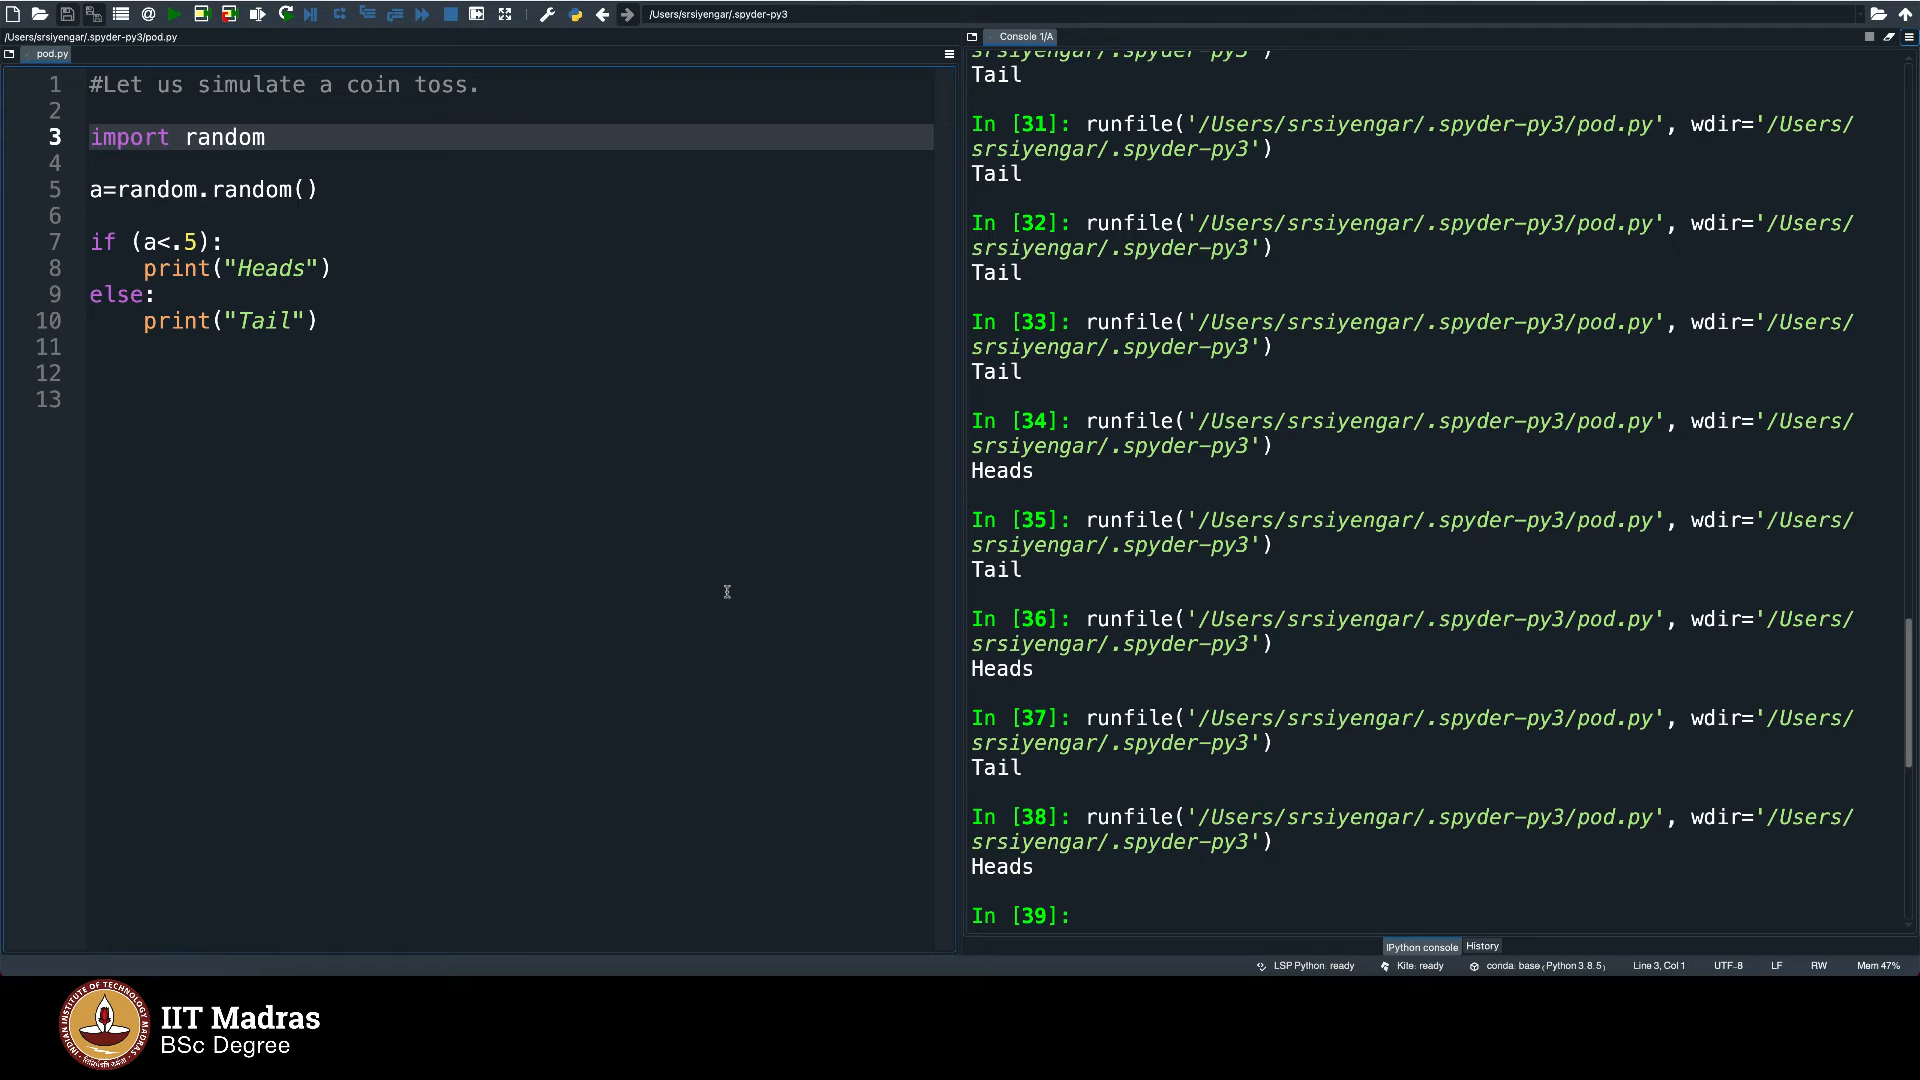 /Users/srsiyengar/.spyder-py3
/Users/srsiyengar/.spyder-py3/pod.py
pod.py
1 #Let us simulate a coin toss.
2
3 import random
4
5 a=random.random()
6
7 if (a<.5):
8     print("Heads")
9 else:
10     print("Tail")
11
12
13
Console 1/A
srsiyengar/.spyder-py3')
Tail
In [31]: runfile('/Users/srsiyengar/.spyder-py3/pod.py', wdir='/Users/
srsiyengar/.spyder-py3')
Tail
In [32]: runfile('/Users/srsiyengar/.spyder-py3/pod.py', wdir='/Users/
srsiyengar/.spyder-py3')
Tail
In [33]: runfile('/Users/srsiyengar/.spyder-py3/pod.py', wdir='/Users/
srsiyengar/.spyder-py3')
Tail
In [34]: runfile('/Users/srsiyengar/.spyder-py3/pod.py', wdir='/Users/
srsiyengar/.spyder-py3')
Heads
In [35]: runfile('/Users/srsiyengar/.spyder-py3/pod.py', wdir='/Users/
srsiyengar/.spyder-py3')
Tail
In [36]: runfile('/Users/srsiyengar/.spyder-py3/pod.py', wdir='/Users/
srsiyengar/.spyder-py3')
Heads
In [37]: runfile('/Users/srsiyengar/.spyder-py3/pod.py', wdir='/Users/
srsiyengar/.spyder-py3')
Tail
In [38]: runfile('/Users/srsiyengar/.spyder-py3/pod.py', wdir='/Users/
srsiyengar/.spyder-py3')
Heads
In [39]:
IPython console History
LSP Python: ready Kite: ready conda: base (Python 3.8.5) Line 3, Col 1 UTF-8 LF RW Mem 47%
INDIAN INSTITUTE OF TECHNOLOGY MADRAS
IIT Madras
BSc Degree